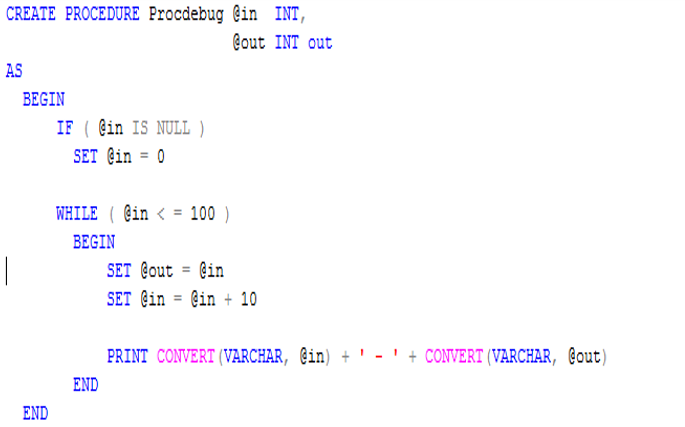 CREATE PROCEDURE Procdebug @in  INT,
                           @out INT out
AS
  BEGIN
      IF ( @in IS NULL )
        SET @in = 0

      WHILE ( @in < = 100 )
        BEGIN
            SET @out = @in
            SET @in = @in + 10

            PRINT CONVERT(VARCHAR, @in) + ' - ' + CONVERT(VARCHAR, @out)
        END
  END